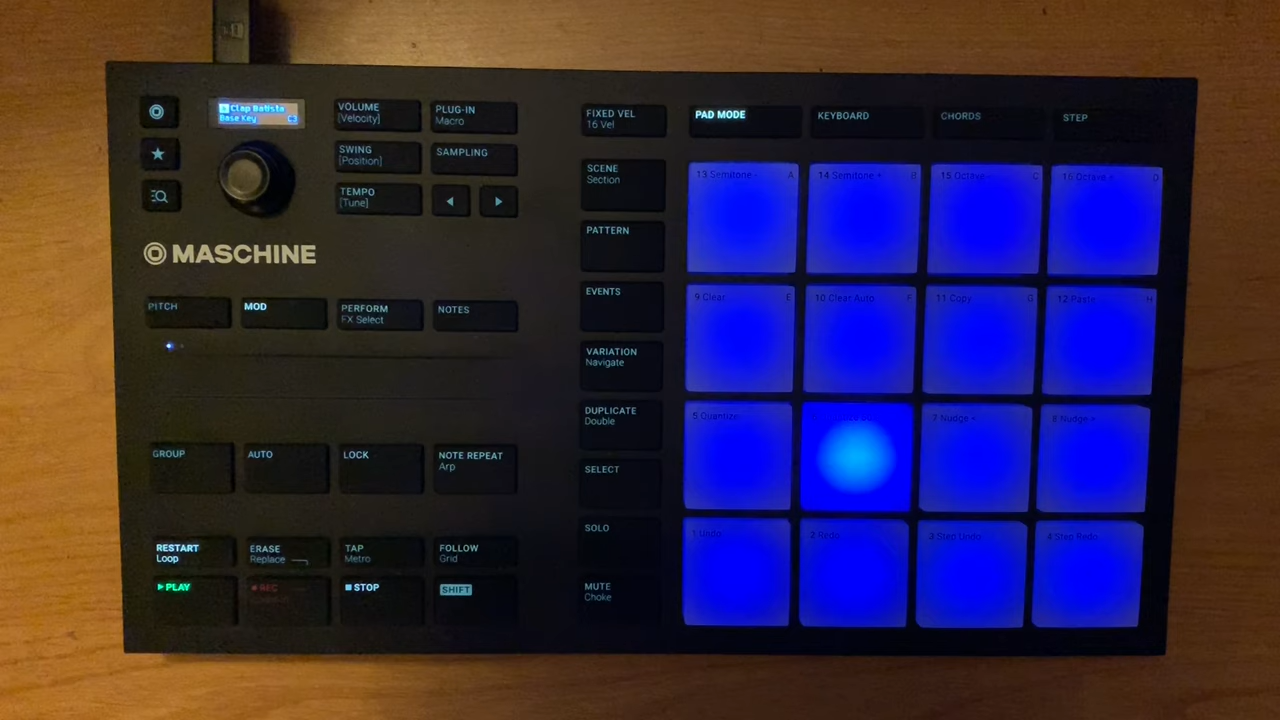 Clap Batista
Base Key C3
VOLUME
[Velocity]
PLUG-IN
Macro
SWING
[Position]
SAMPLING
TEMPO
[Tune]
MASCHINE
PITCH
MOD
PERFORM
FX Select
NOTES
GROUP
AUTO
LOCK
NOTE REPEAT
Arp
RESTART
Loop
ERASE
Replace
TAP
Metro
FOLLOW
Grid
PLAY
REC
STOP
SHIFT
FIXED VEL
16 Vel
SCENE
Section
PATTERN
EVENTS
VARIATION
Navigate
DUPLICATE
Double
SELECT
SOLO
MUTE
Choke
PAD MODE
KEYBOARD
CHORDS
STEP
13 Semitone - A
14 Semitone + B
15 Octave - C
16 Octave + D
9 Clear E
10 Clear Auto F
11 Copy G
12 Paste H
5 Quantize
7 Nudge <
8 Nudge >
1 Undo
2 Redo
3 Step Undo
4 Step Redo